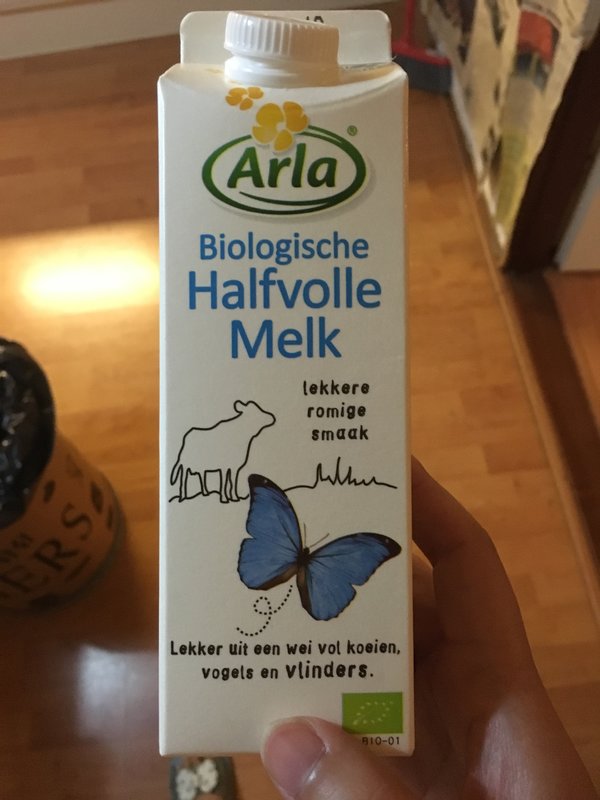 Arla®
Biologische
Halfvolle
Melk
lekkere
romige
smaak
Lekker uit een wei vol koeien,
vogels en vlinders.
BIO-01